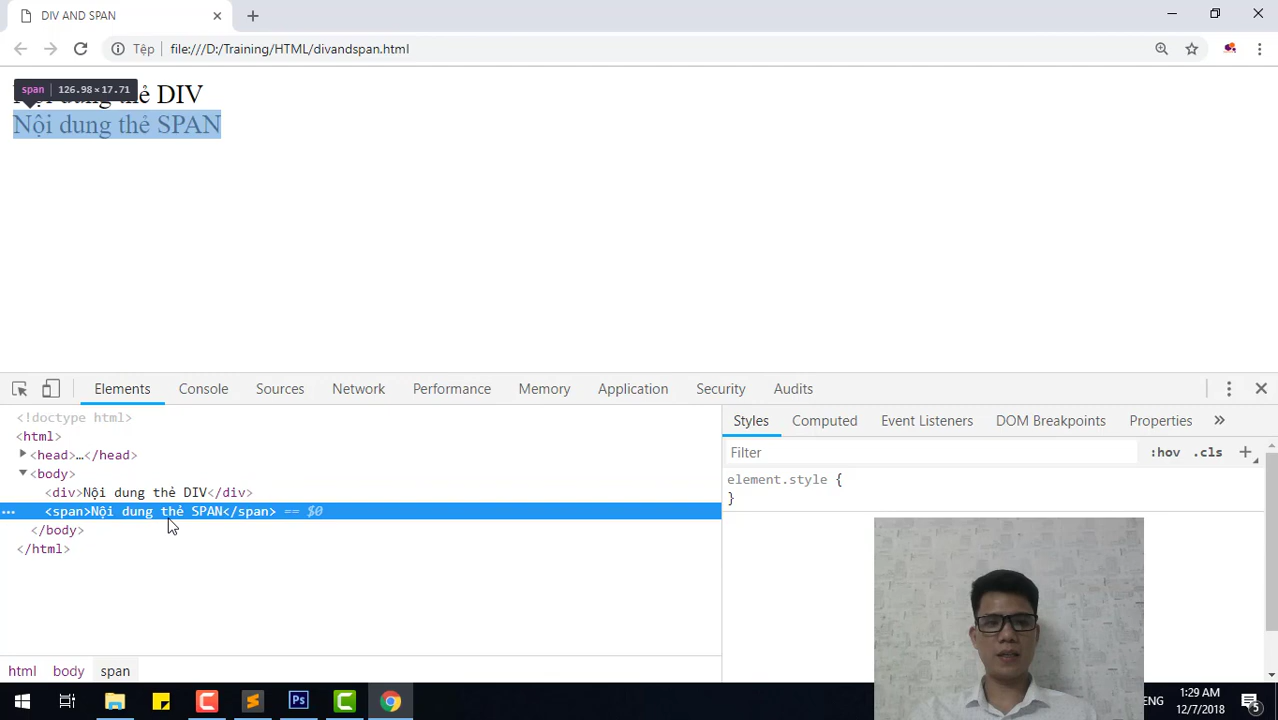 DIV AND SPAN
Tệp file:///D:/Training/HTML/divandspan.html
span 126.98×17.71
thẻ DIV
Nội dung thẻ SPAN
Elements Console Sources Network Performance Memory Application Security Audits
<!doctype html>
<html>
<head>…</head>
<body>
<div>Nội dung thẻ DIV</div>
<span>Nội dung thẻ SPAN</span> == $0
</body>
</html>
html body span
Styles Computed Event Listeners DOM Breakpoints Properties »
Filter :hov .cls +
element.style {
}
Ps ENG 1:29 AM
12/7/2018 5